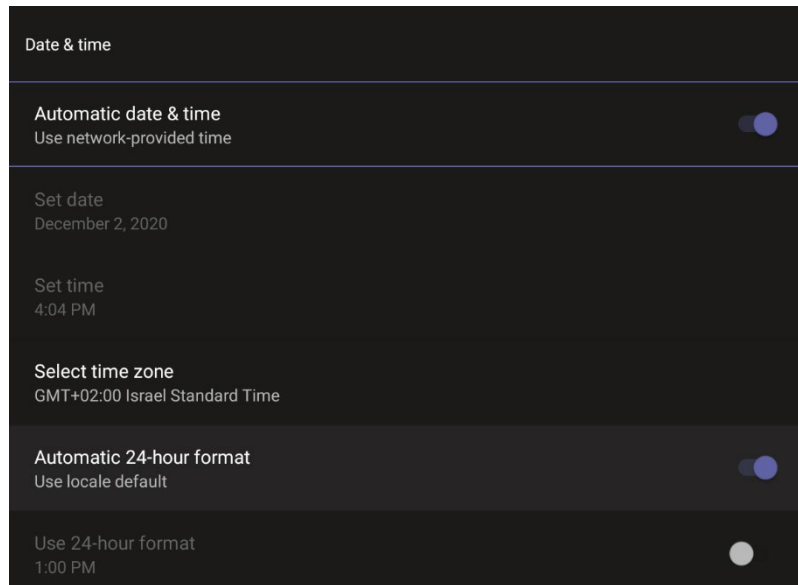 Date & time
Automatic date & time
Use network-provided time
Set date
December 2, 2020
Set time
4:04 PM
Select time zone
GMT+02:00 Israel Standard Time
Automatic 24-hour format
Use locale default
Use 24-hour format
1:00 PM